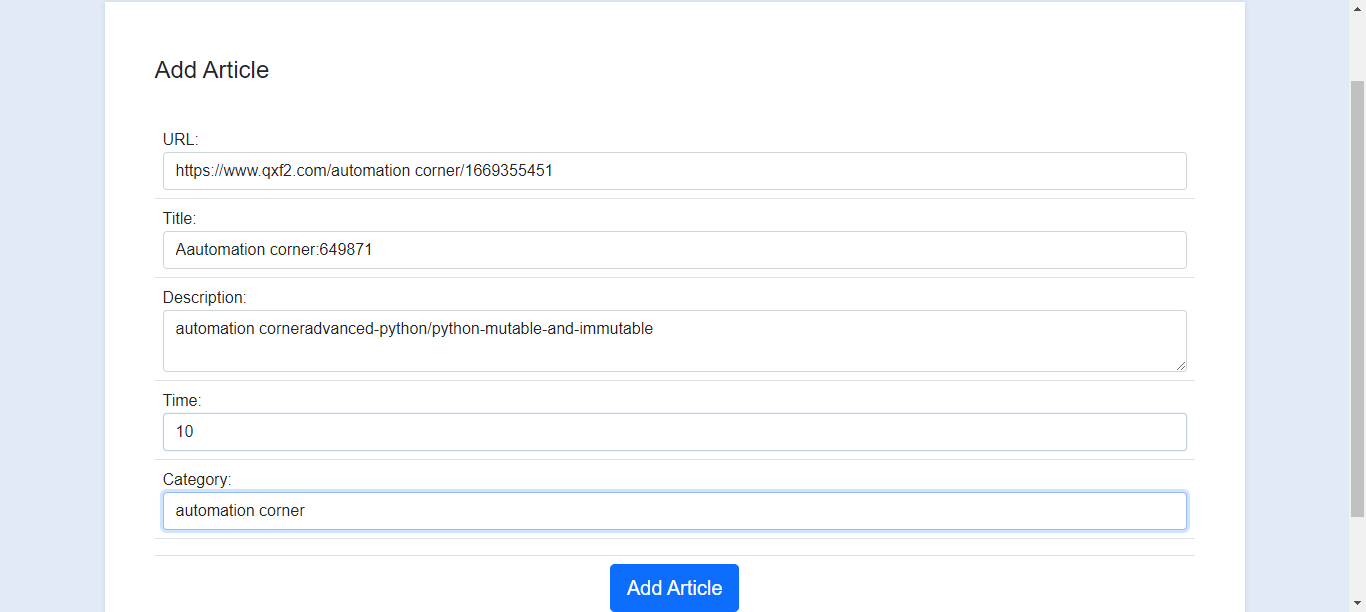 Add Article
URL:
https://www.qxf2.com/automation corner/1669355451
Title:
Aautomation corner:649871
Description:
automation corneradvanced-python/python-mutable-and-immutable
Time:
10
Category:
automation corner
Add Article